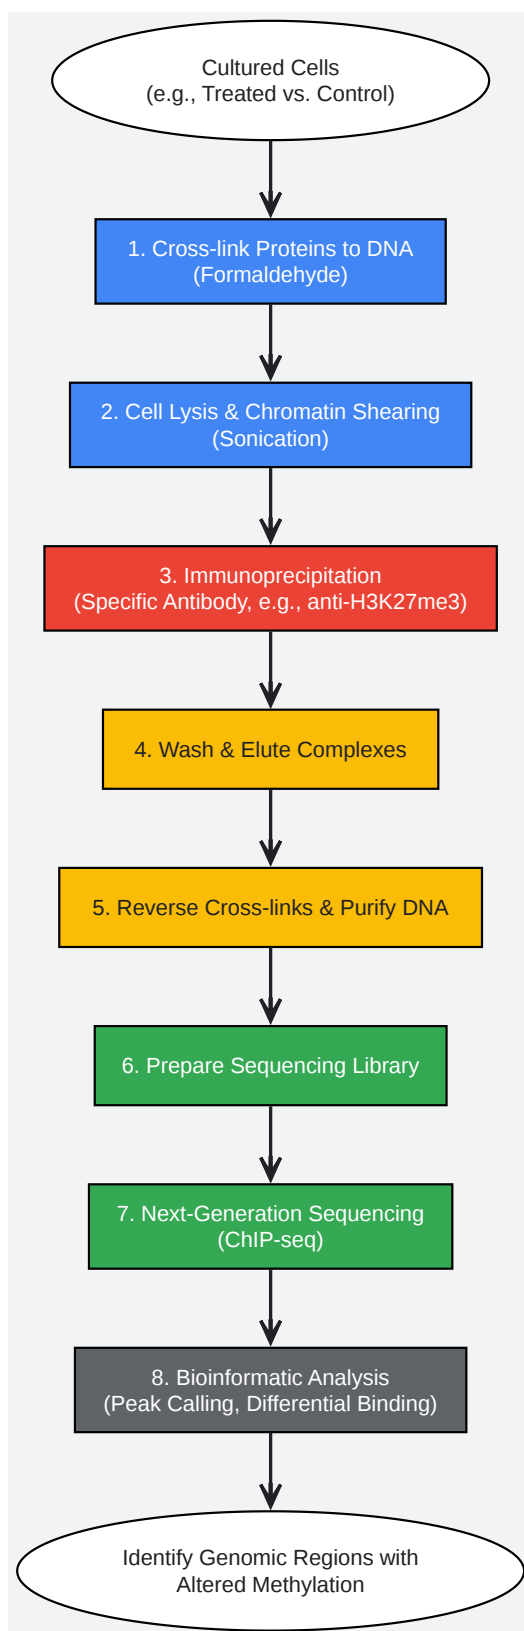 Cultured Cells
(e.g., Treated vs. Control)
1. Cross-link Proteins to DNA
(Formaldehyde)
2. Cell Lysis & Chromatin Shearing
(Sonication)
3. Immunoprecipitation
(Specific Antibody, e.g., anti-H3K27me3)
4. Wash & Elute Complexes
5. Reverse Cross-links & Purify DNA
6. Prepare Sequencing Library
7. Next-Generation Sequencing
(ChIP-seq)
8. Bioinformatic Analysis
(Peak Calling, Differential Binding)
Identify Genomic Regions with
Altered Methylation